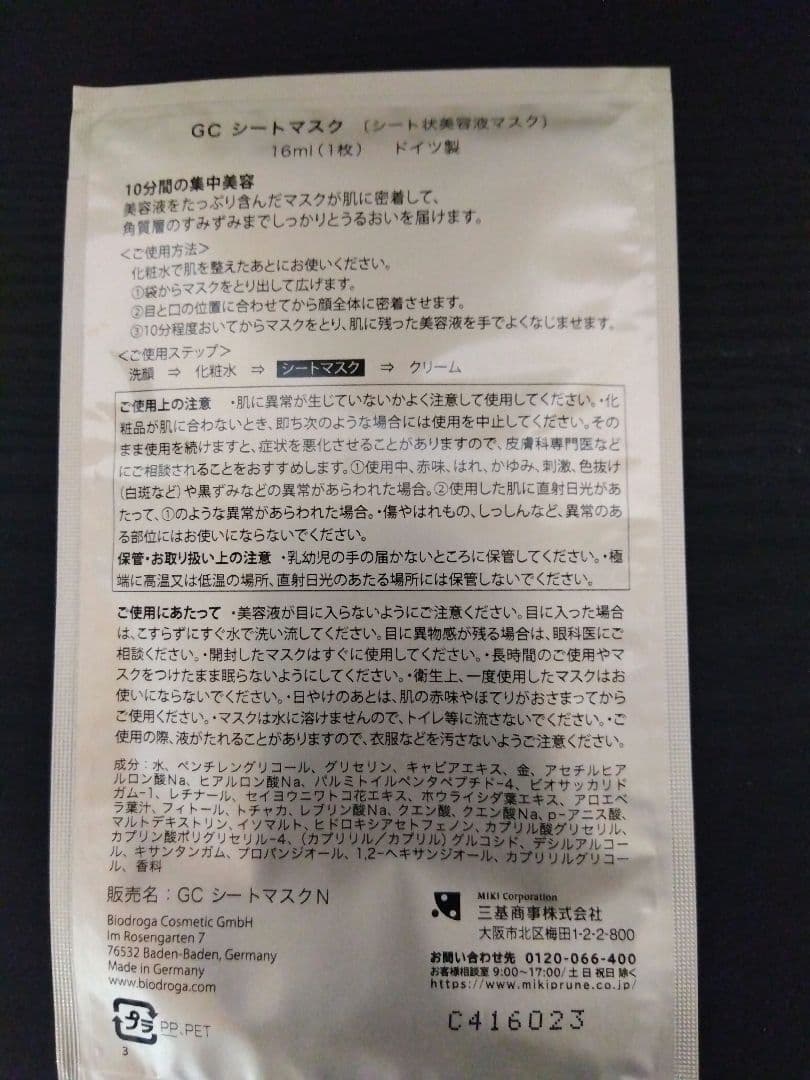 GC シートマスク （シート状美容液マスク）
16ml（1枚） ドイツ製
10分間の集中美容
美容液をたっぷり含んだマスクが肌に密着して、
角質層のすみずみまでしっかりとうるおいを届けます。
＜ご使用方法＞
化粧水で肌を整えたあとにお使いください。
①袋からマスクをとり出して広げます。
②目と口の位置に合わせてから顔全体に密着させます。
③10分程度おいてからマスクをとり、肌に残った美容液を手でよくなじませます。
＜ご使用ステップ＞
洗顔 ⇒ 化粧水 ⇒ シートマスク ⇒ クリーム
ご使用上の注意 ・肌に異常が生じていないかよく注意して使用してください。・化
粧品が肌に合わないとき、即ち次のような場合には使用を中止してください。その
まま使用を続けますと、症状を悪化させることがありますので、皮膚科専門医など
にご相談されることをおすすめします。①使用中、赤味、はれ、かゆみ、刺激、色抜け
（白斑など）や黒ずみなどの異常があらわれた場合。②使用した肌に直射日光があ
たって、①のような異常があらわれた場合。・傷やはれもの、しっしんなど、異常のあ
る部位にはお使いにならないでください。
保管・お取り扱い上の注意 ・乳幼児の手の届かないところに保管してください。・極
端に高温又は低温の場所、直射日光のあたる場所には保管しないでください。
ご使用にあたって ・美容液が目に入らないようにご注意ください。目に入った場合
は、こすらずにすぐ水で洗い流してください。目に異物感が残る場合は、眼科医にご
相談ください。・開封したマスクはすぐに使用してください。・長時間のご使用やマ
スクをつけたまま眠らないようにしてください。・衛生上、一度使用したマスクはお
使いにならないでください。・日やけのあとは、肌の赤味やほてりがおさまってから
ご使用ください。・マスクは水に溶けませんので、トイレ等に流さないでください。・ご
使用の際、液がたれることがありますので、衣服などを汚さないようご注意ください。
成分：水、ペンチレングリコール、グリセリン、キャビアエキス、金、アセチルヒア
ルロン酸Na、ヒアルロン酸Na、パルミトイルペンタペプチド-4、ビオサッカリド
ガム-1、レチナール、セイヨウニワトコ花エキス、ホウライシダ葉エキス、アロエベ
ラ葉汁、フィトール、トチャカ、レブリン酸Na、クエン酸、クエン酸Na、p-アニス酸、
マルトデキストリン、イソマルト、ヒドロキシアセトフェノン、カプリル酸グリセリル、
カプリン酸ポリグリセリル-4、（カプリリル／カプリル）グルコシド、デシルアルコー
ル、キサンタンガム、プロパンジオール、1,2-ヘキサンジオール、カプリリルグリコー
ル、香料
販売名：GC シートマスクN
Biodroga Cosmetic GmbH
Im Rosengarten 7
76532 Baden-Baden, Germany
Made in Germany
www.biodroga.com
MIKI Corporation
三基商事株式会社
大阪市北区梅田1-2-2-800
お問い合わせ先 0120-066-400
お客様相談室 9:00〜17:00/土 日 祝日 除く
https://www.mikiprune.co.jp/
プラ PP、PET
C416023
3